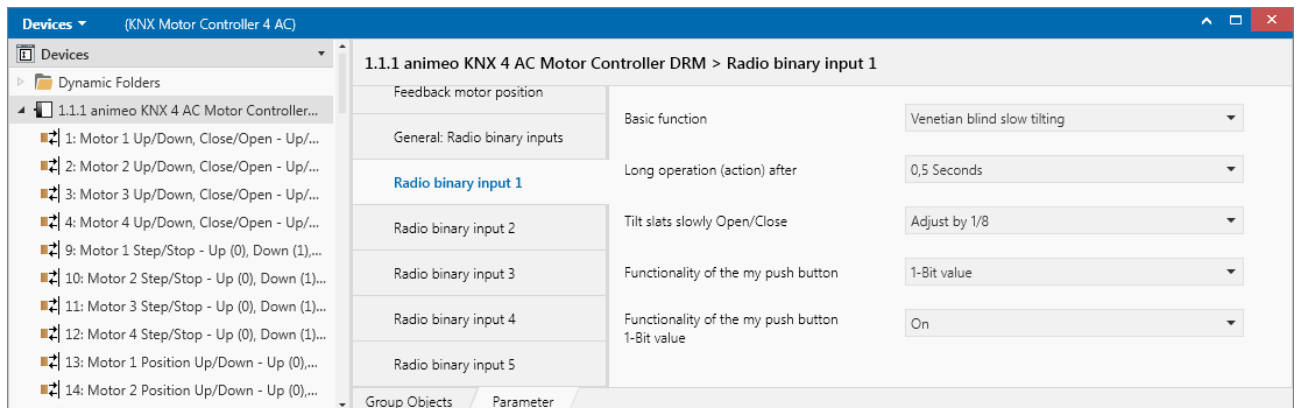 Devices (KNX Motor Controller 4 AC)
Devices
Dynamic Folders
1.1.1 animeo KNX 4 AC Motor Controller...
1: Motor 1 Up/Down, Close/Open - Up/...
2: Motor 2 Up/Down, Close/Open - Up/...
3: Motor 3 Up/Down, Close/Open - Up/...
4: Motor 4 Up/Down, Close/Open - Up/...
9: Motor 1 Step/Stop - Up (0), Down (1),...
10: Motor 2 Step/Stop - Up (0), Down (1)...
11: Motor 3 Step/Stop - Up (0), Down (1)...
12: Motor 4 Step/Stop - Up (0), Down (1)...
13: Motor 1 Position Up/Down - Up (0),...
14: Motor 2 Position Up/Down - Up (0),...
1.1.1 animeo KNX 4 AC Motor Controller DRM > Radio binary input 1
Feedback motor position
General: Radio binary inputs
Radio binary input 1
Radio binary input 2
Radio binary input 3
Radio binary input 4
Radio binary input 5
Basic function Venetian blind slow tilting
Long operation (action) after 0,5 Seconds
Tilt slats slowly Open/Close Adjust by 1/8
Functionality of the my push button 1-Bit value
Functionality of the my push button On
1-Bit value
Group Objects Parameter